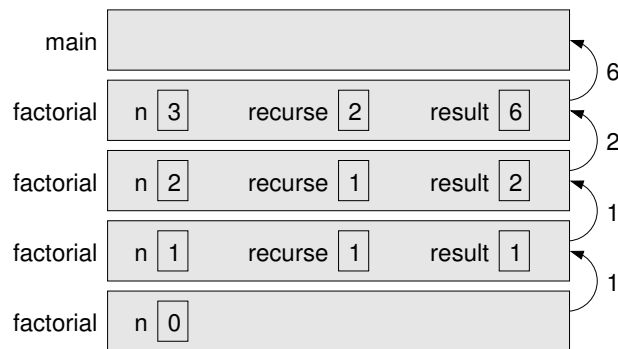 main
6
factorial n 3 recurse 2 result 6
2
factorial n 2 recurse 1 result 2
1
factorial n 1 recurse 1 result 1
1
factorial n 0